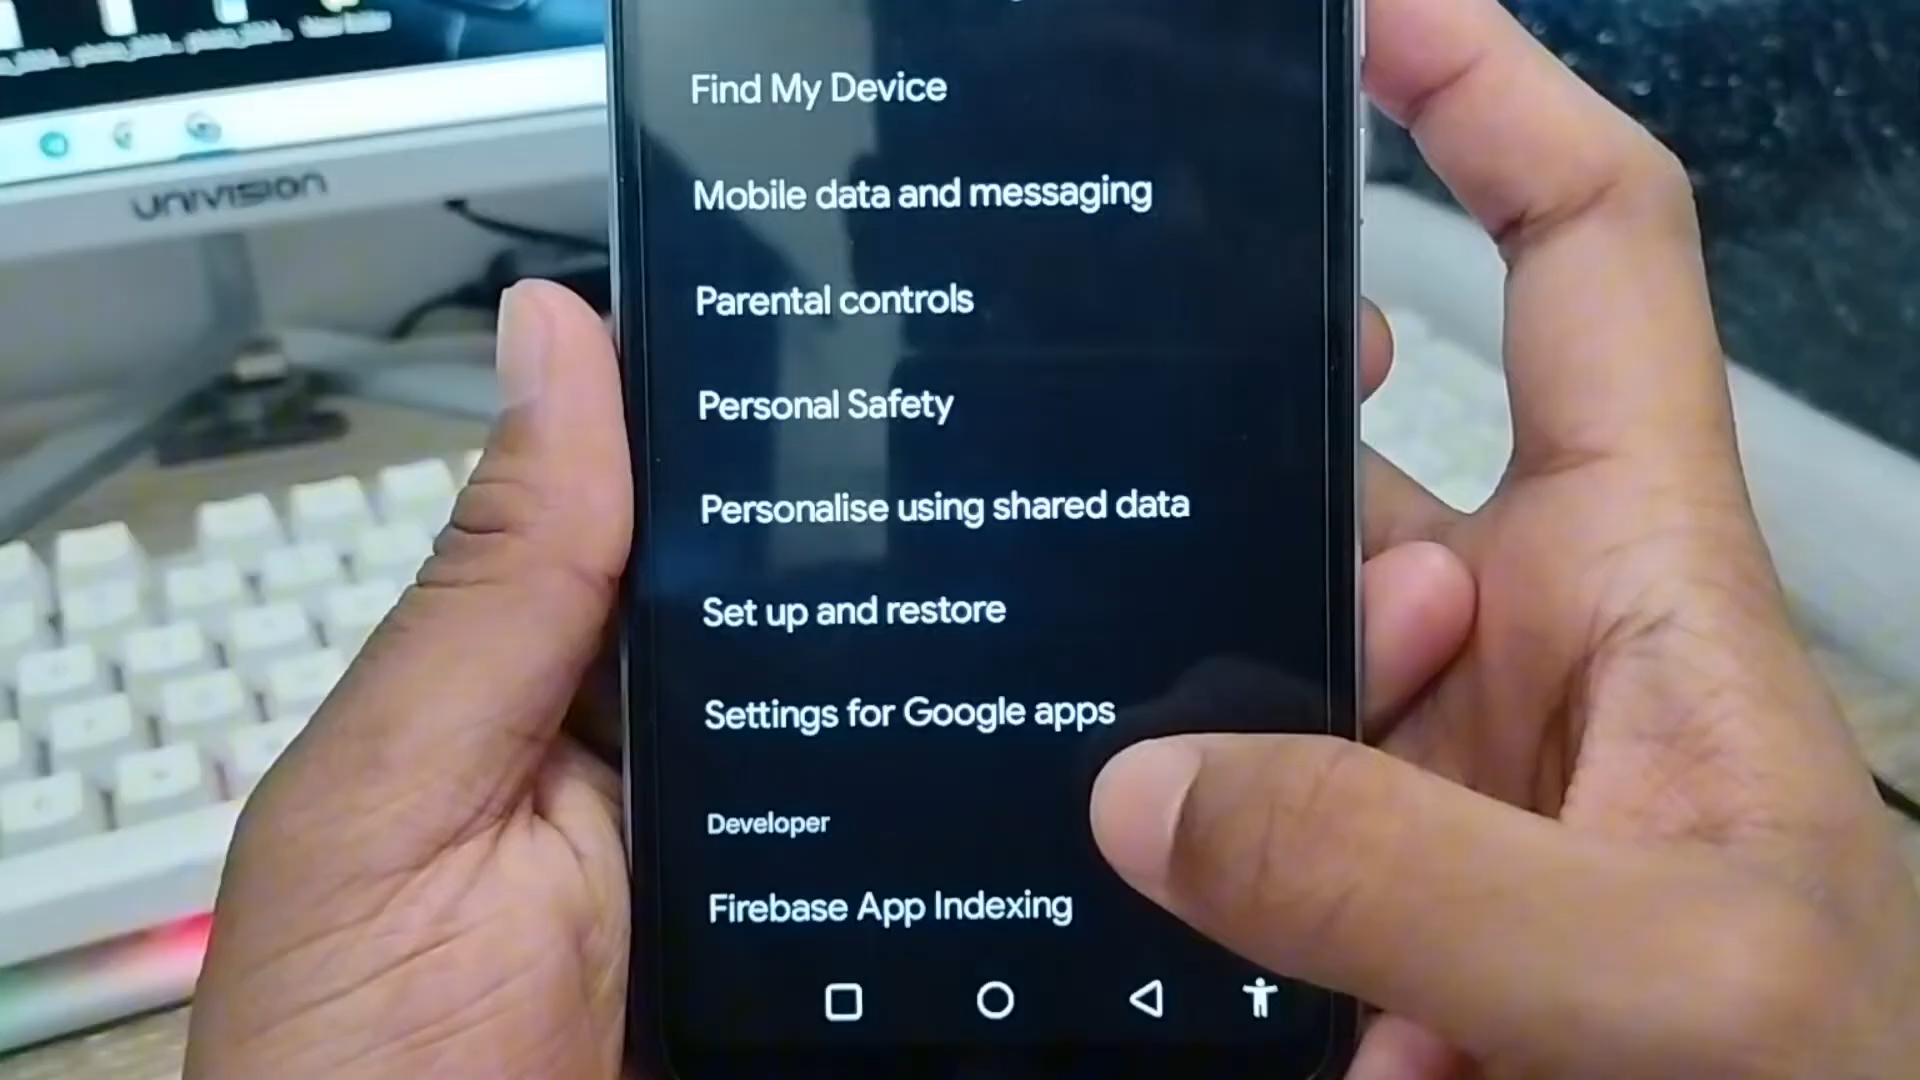 Find My Device
Mobile data and messaging
Parental controls
Personal Safety
Personalise using shared data
Set up and restore
Settings for Google apps
Developer
Firebase App Indexing
UNIVISION